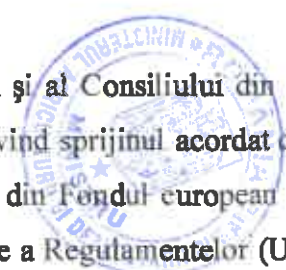 și al Consiliului din
vind sprijinul acordat
din Fondul european
e a Regulamentelor (U